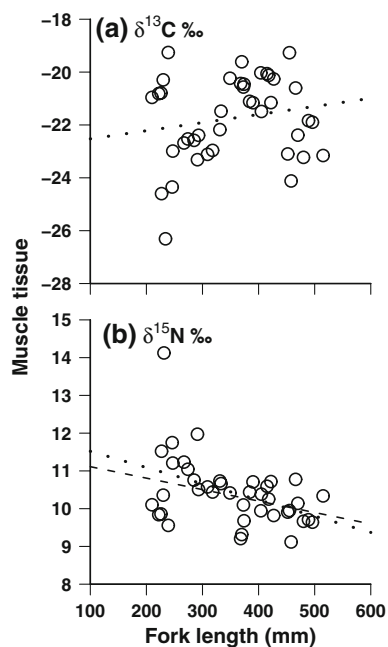 (a) δ13C ‰
-18
-20
-22
-24
-26
-28
Muscle tissue
(b) δ15N ‰
15
14
13
12
11
10
9
8
100 200 300 400 500 600
Fork length (mm)